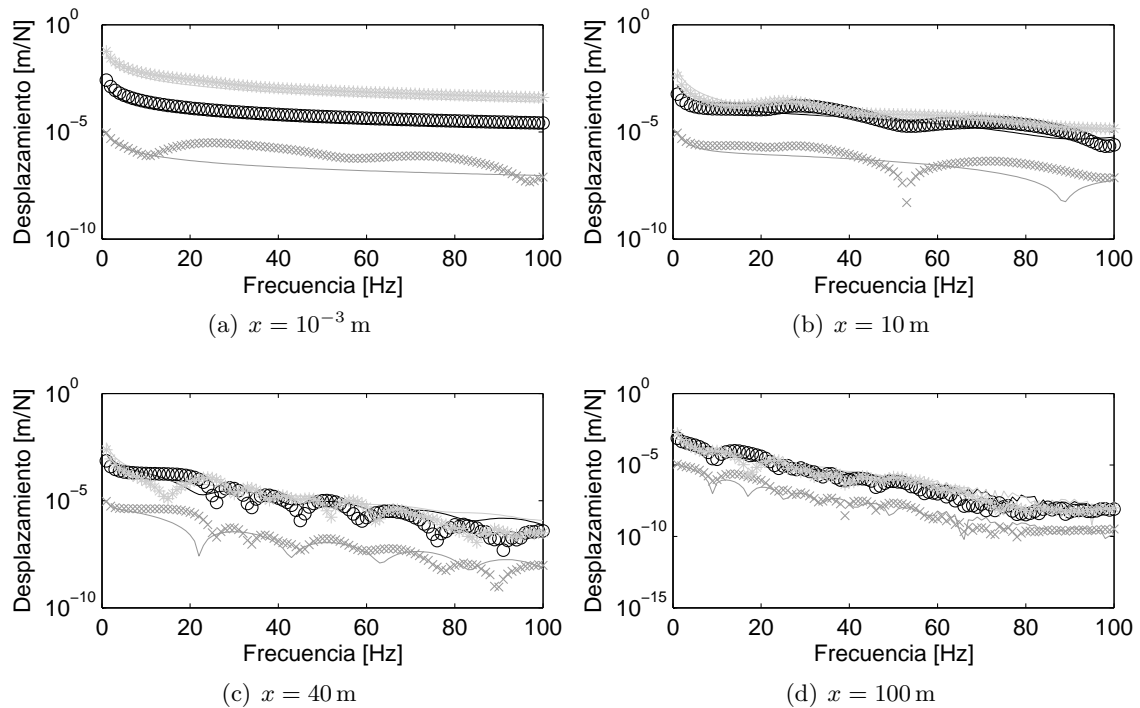 Desplazamiento [m/N]
10^0
10^−5
10^−10
0 20 40 60 80 100
Frecuencia [Hz]
(a) x = 10^−3 m
Desplazamiento [m/N]
10^0
10^−5
10^−10
0 20 40 60 80 100
Frecuencia [Hz]
(b) x = 10 m
Desplazamiento [m/N]
10^0
10^−5
10^−10
0 20 40 60 80 100
Frecuencia [Hz]
(c) x = 40 m
Desplazamiento [m/N]
10^0
10^−5
10^−10
10^−15
0 20 40 60 80 100
Frecuencia [Hz]
(d) x = 100 m